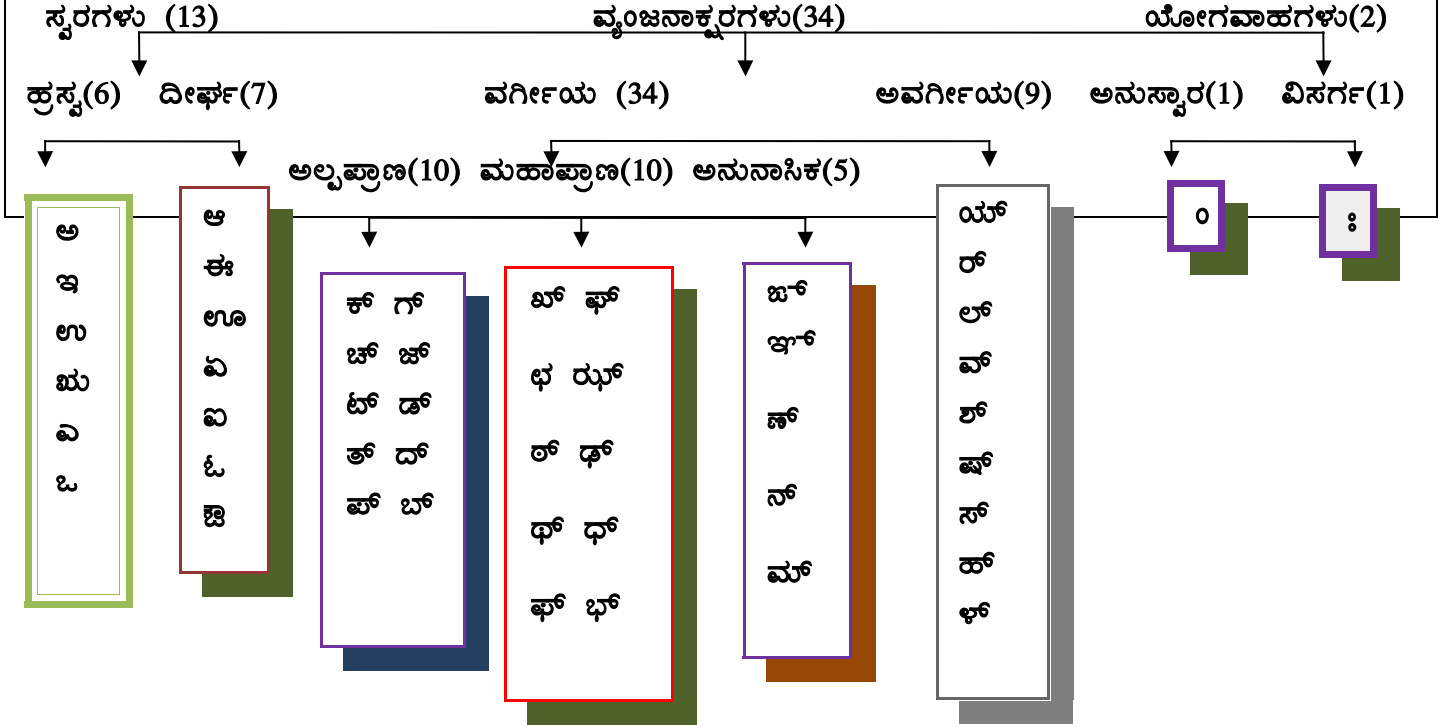 ಸ್ವರಗಳು (13) ವ್ಯಂಜನಾಕ್ಷರಗಳು(34) ಯೋಗವಾಹಗಳು(2)
ಹ್ರಸ್ವ(6) ದೀರ್ಘ(7) ವರ್ಗೀಯ (34) ಅವರ್ಗೀಯ(9) ಅನುಸ್ವಾರ(1) ವಿಸರ್ಗ(1)
ಅಲ್ಪಪ್ರಾಣ(10) ಮಹಾಪ್ರಾಣ(10) ಅನುನಾಸಿಕ(5)
ಅ
ಇ
ಉ
ಋ
ಎ
ಒ
ಆ
ಈ
ಊ
ಏ
ಐ
ಓ
ಔ
ಕ್ ಗ್
ಚ್ ಜ್
ಟ್ ಡ್
ತ್ ದ್
ಪ್ ಬ್
ಖ್ ಘ್
ಛ ಝ್
ಠ್ ಢ್
ಥ್ ಧ್
ಫ್ ಭ್
ಙ್
ಞ್
ಣ್
ನ್
ಮ್
ಯ್
ರ್
ಲ್
ವ್
ಶ್
ಷ್
ಸ್
ಹ್
ಳ್
ಂ
ಃ